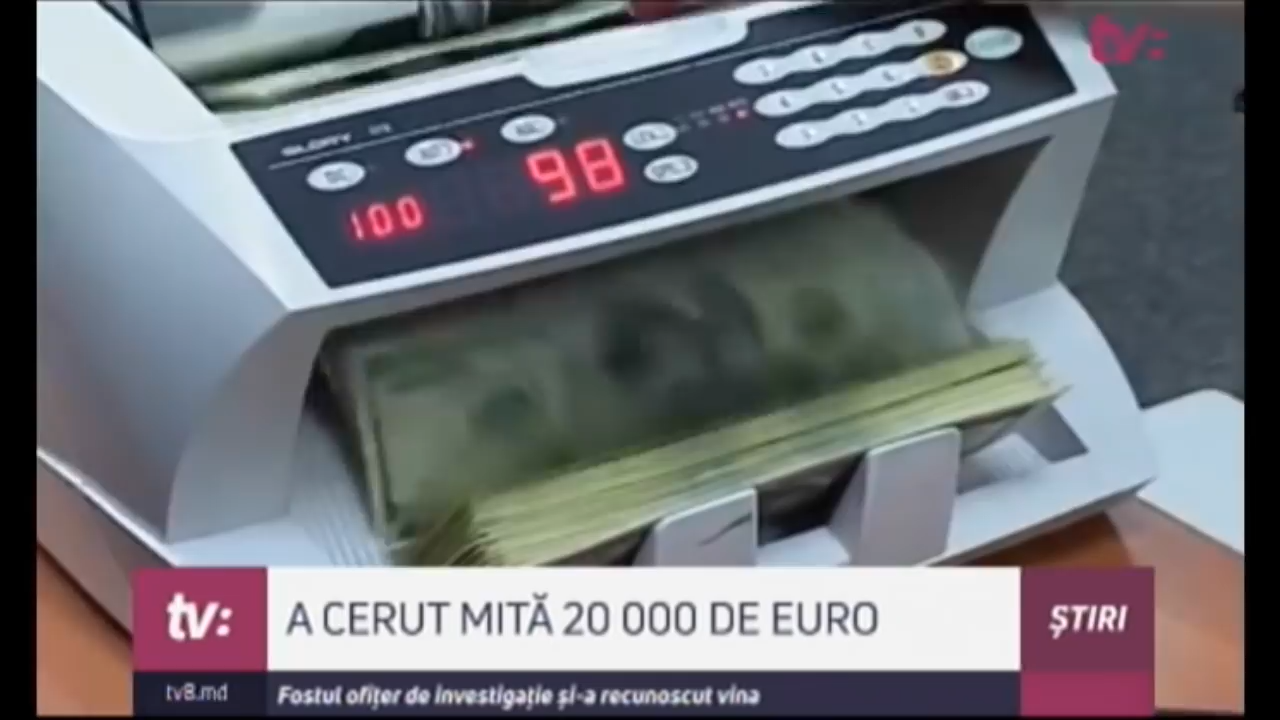 tv:
GLORY
100
98
tv:
A CERUT MITĂ 20 000 DE EURO
ȘTIRI
tv8.md
Fostul ofițer de investigație și-a recunoscut vina